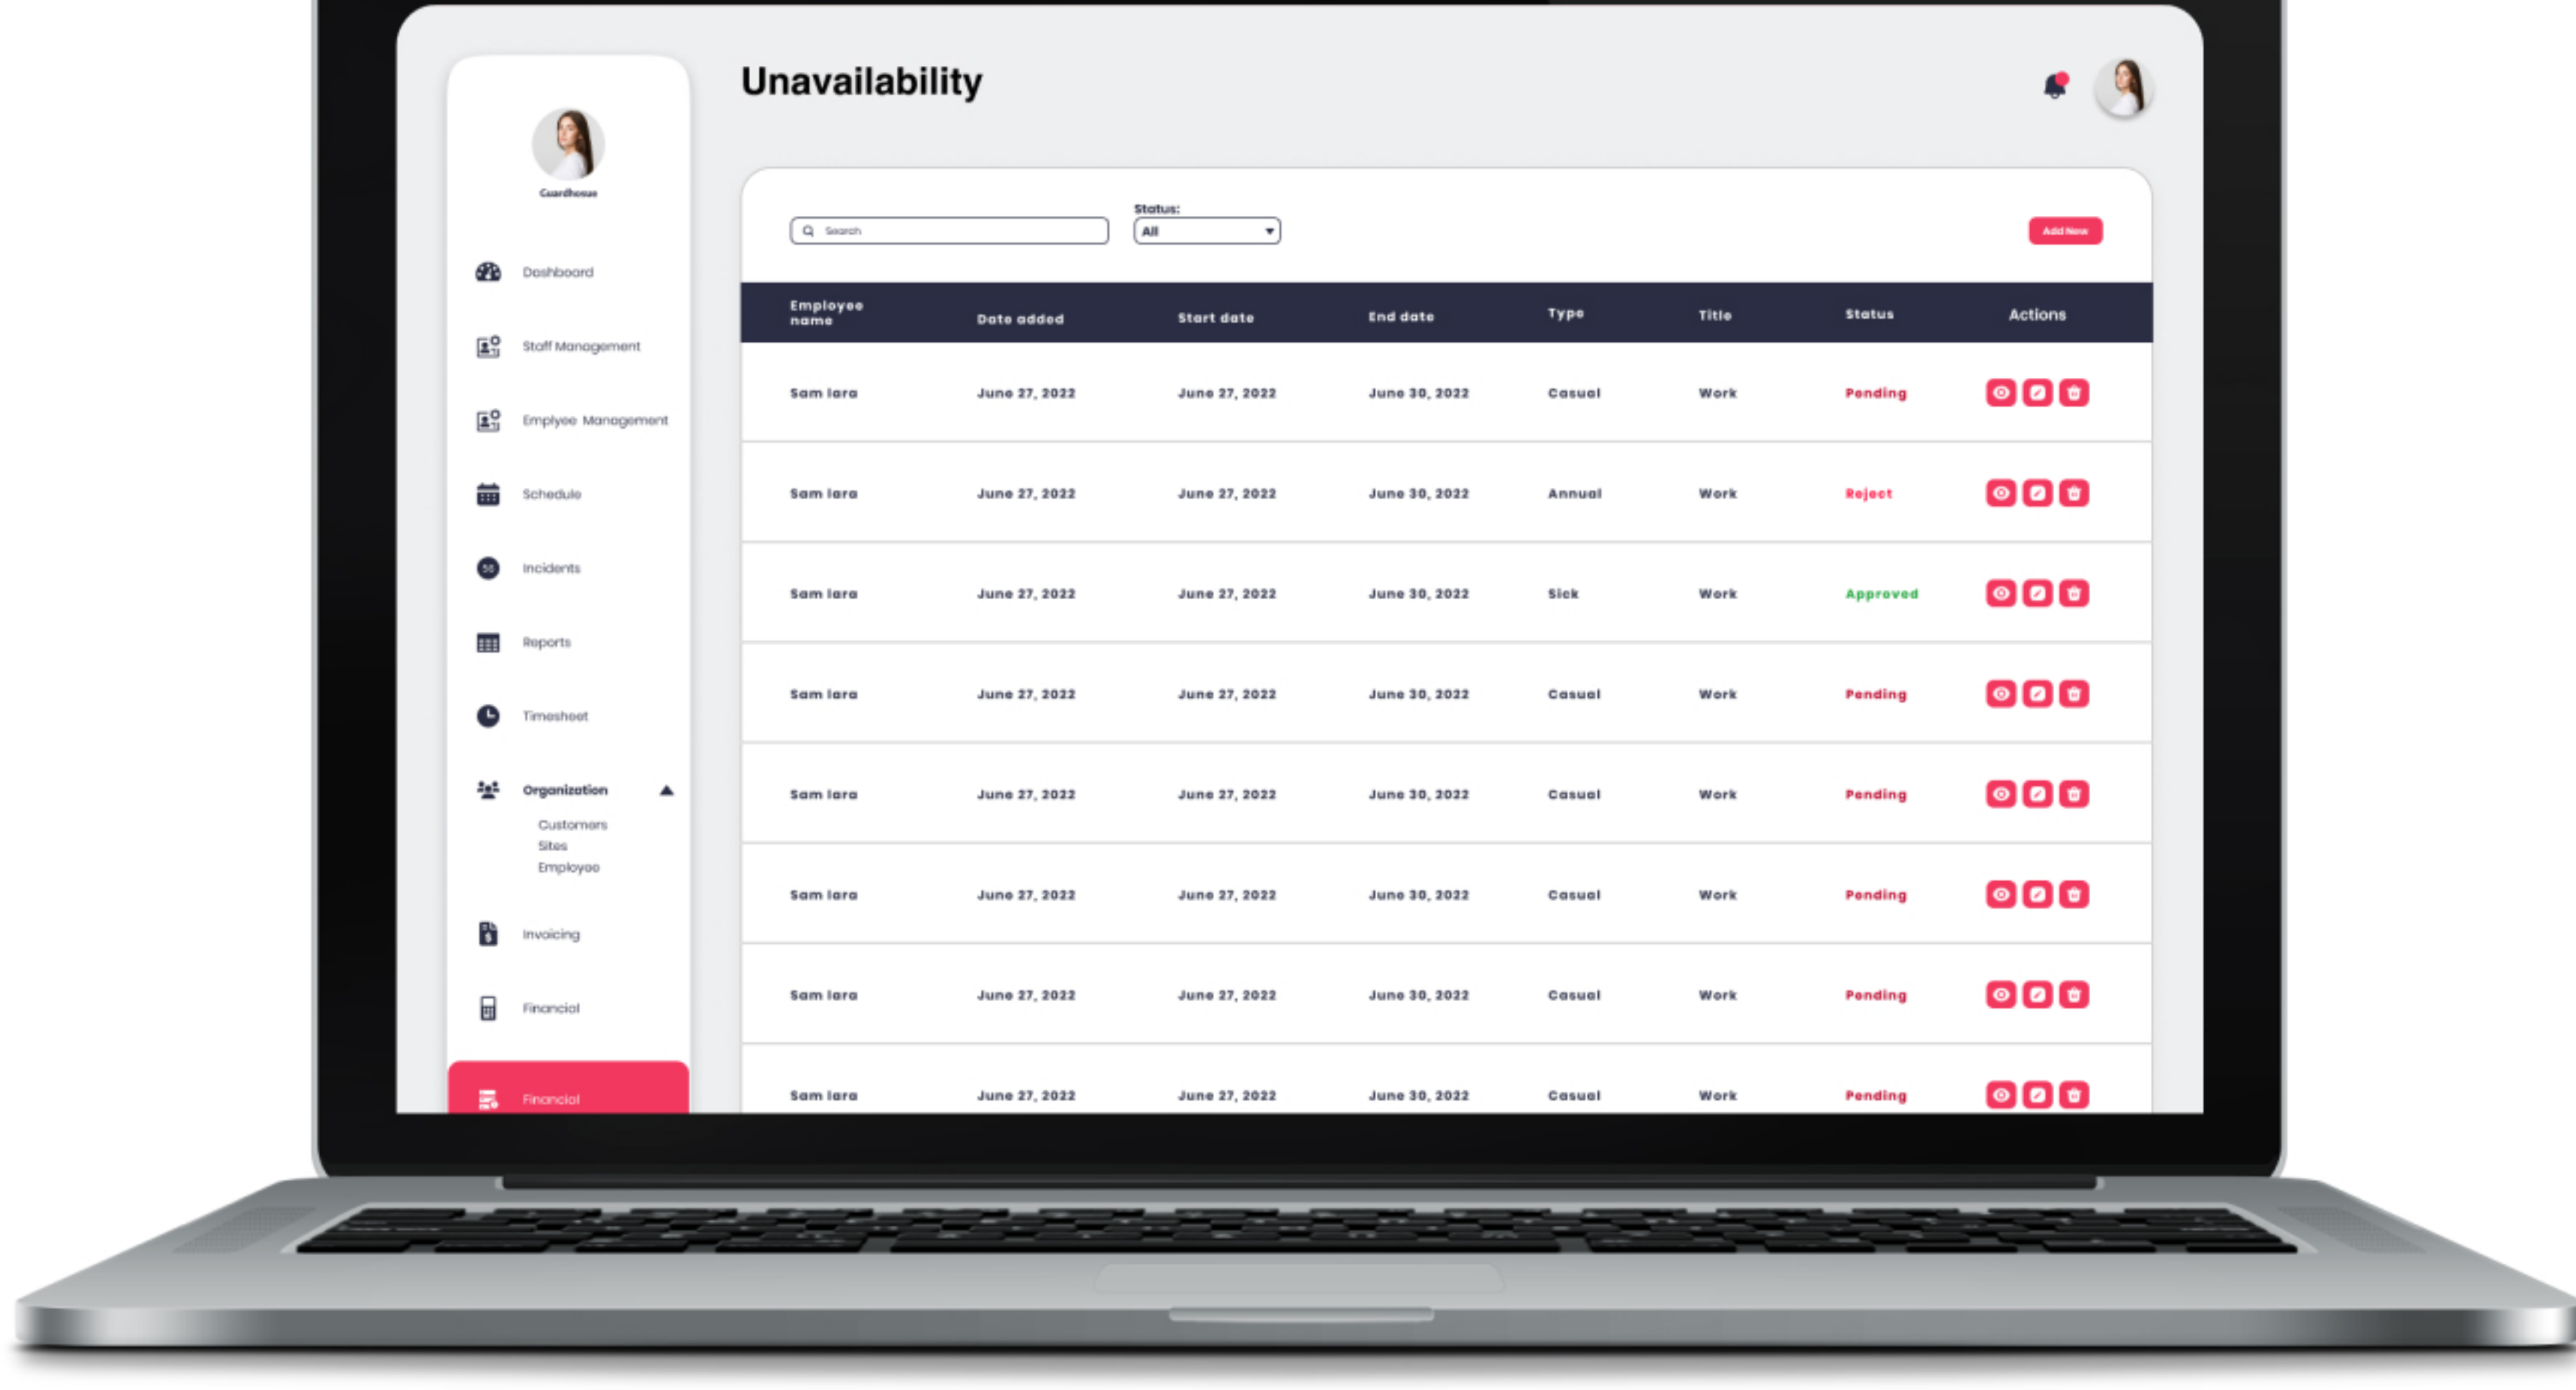 Unavailability
Guardhosue
Dashboard
Staff Management
Emplyee Management
Schedule
Incidents
Reports
Timesheet
Organization
Customers
Sites
Employee
Invoicing
Financial
Financial
Search
Status:
All
Add New
Employee name Date added Start date End date Type Title Status Actions
Sam lara June 27, 2022 June 27, 2022 June 30, 2022 Casual Work Pending
Sam lara June 27, 2022 June 27, 2022 June 30, 2022 Annual Work Reject
Sam lara June 27, 2022 June 27, 2022 June 30, 2022 Sick Work Approved
Sam lara June 27, 2022 June 27, 2022 June 30, 2022 Casual Work Pending
Sam lara June 27, 2022 June 27, 2022 June 30, 2022 Casual Work Pending
Sam lara June 27, 2022 June 27, 2022 June 30, 2022 Casual Work Pending
Sam lara June 27, 2022 June 27, 2022 June 30, 2022 Casual Work Pending
Sam lara June 27, 2022 June 27, 2022 June 30, 2022 Casual Work Pending